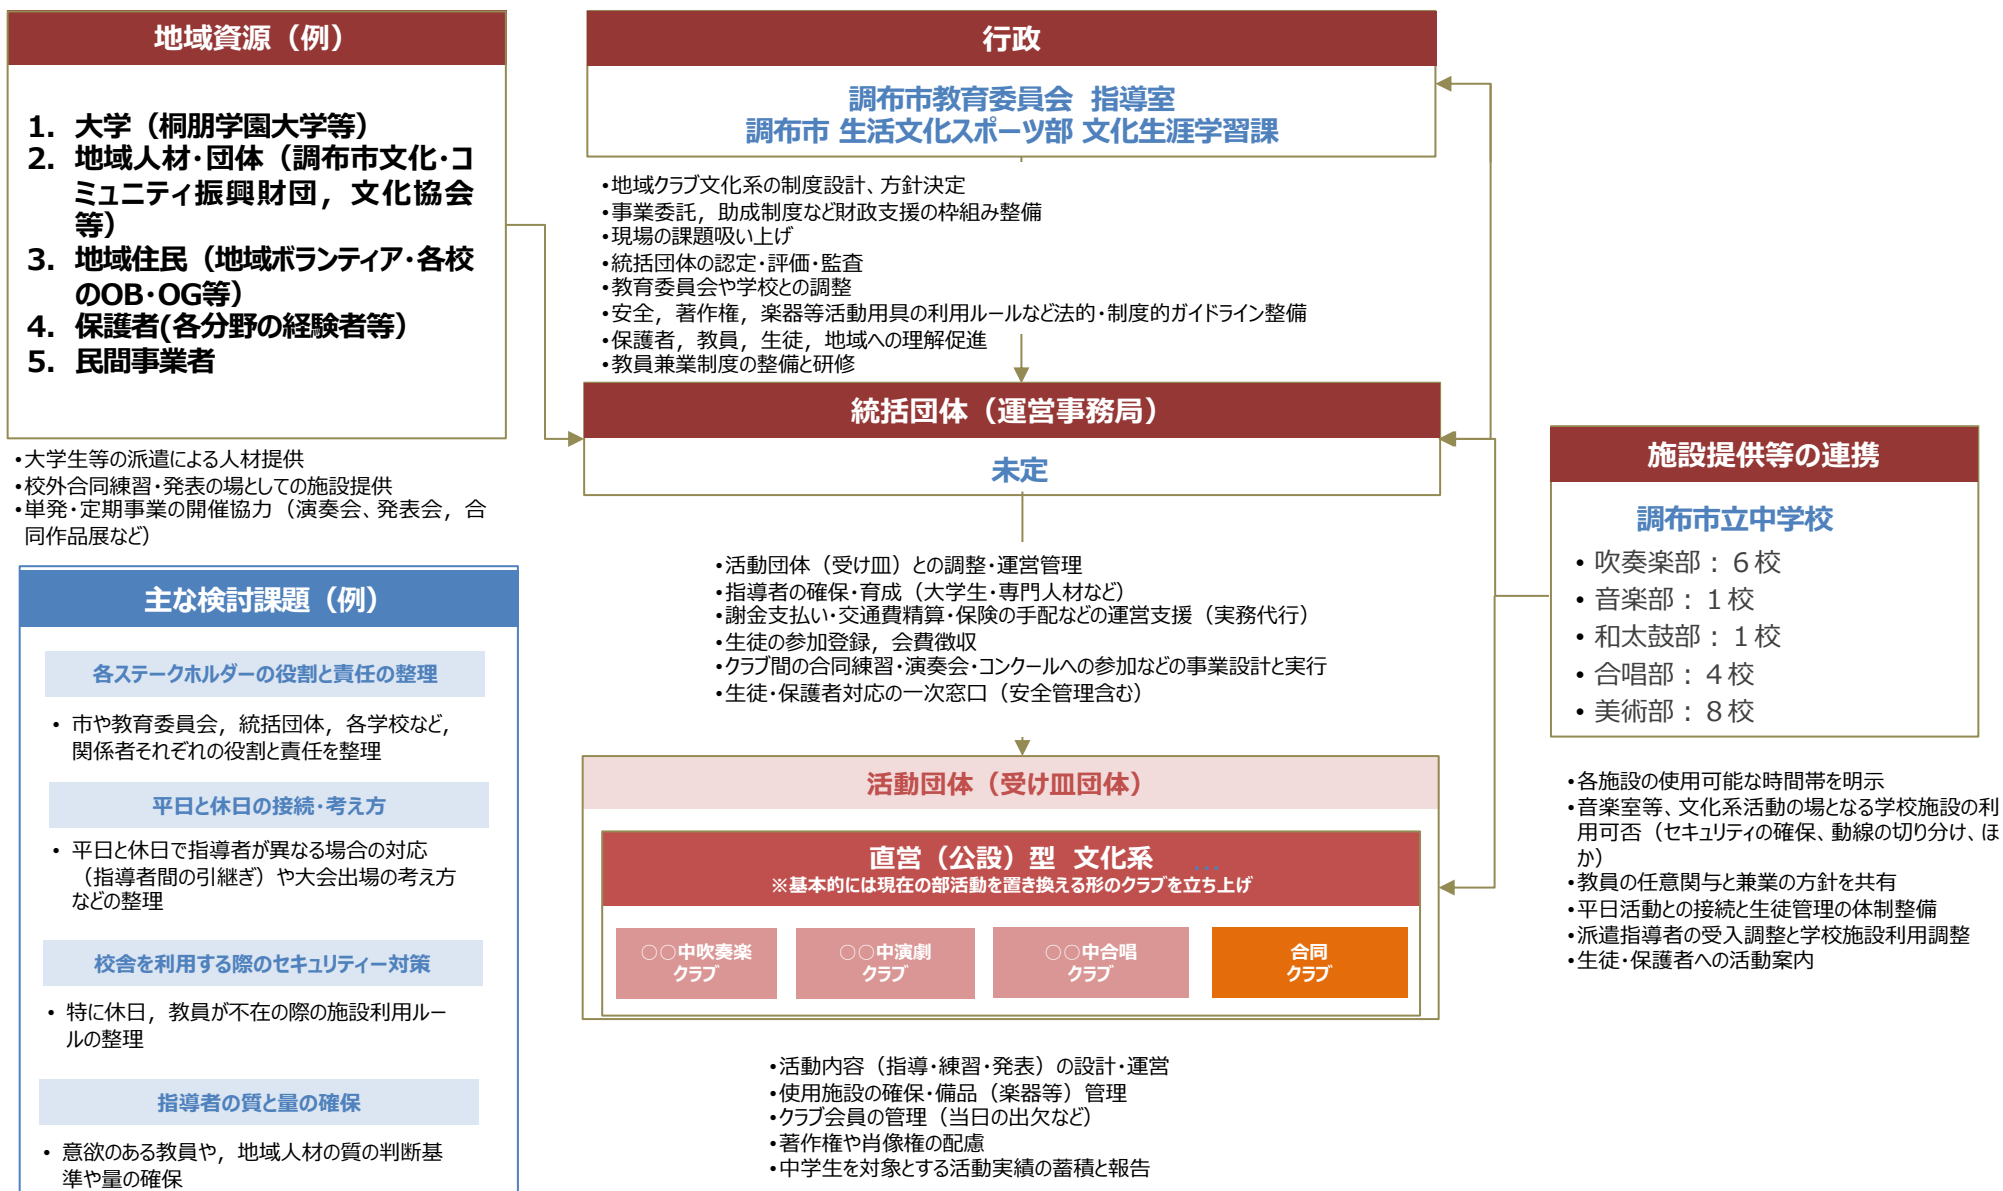 地域資源（例）
1. 大学（桐朋学園大学等）
2. 地域人材・団体（調布市文化・コ
ミュニティ振興財団，文化協会
等）
3. 地域住民（地域ボランティア・各校
のOB・OG等）
4. 保護者(各分野の経験者等）
5. 民間事業者
•大学生等の派遣による人材提供
•校外合同練習・発表の場としての施設提供
•単発・定期事業の開催協力（演奏会、発表会，合
同作品展など）
行政
調布市教育委員会 指導室
調布市 生活文化スポーツ部 文化生涯学習課
•地域クラブ文化系の制度設計、方針決定
•事業委託，助成制度など財政支援の枠組み整備
•現場の課題吸い上げ
•統括団体の認定・評価・監査
•教育委員会や学校との調整
•安全，著作権，楽器等活動用具の利用ルールなど法的・制度的ガイドライン整備
•保護者，教員，生徒，地域への理解促進
•教員兼業制度の整備と研修
統括団体（運営事務局）
未定
•活動団体（受け皿）との調整・運営管理
•指導者の確保・育成（大学生・専門人材など）
•謝金支払い・交通費精算・保険の手配などの運営支援（実務代行）
•生徒の参加登録，会費徴収
•クラブ間の合同練習・演奏会・コンクールへの参加などの事業設計と実行
•生徒・保護者対応の一次窓口（安全管理含む）
活動団体（受け皿団体）
直営（公設）型 文化系
…
※基本的には現在の部活動を置き換える形のクラブを立ち上げ
○○中吹奏楽
クラブ
○○中演劇
クラブ
○○中合唱
クラブ
合同
クラブ
•活動内容（指導・練習・発表）の設計・運営
•使用施設の確保・備品（楽器等）管理
•クラブ会員の管理（当日の出欠など）
•著作権や肖像権の配慮
•中学生を対象とする活動実績の蓄積と報告
施設提供等の連携
調布市立中学校
• 吹奏楽部：６校
• 音楽部：１校
• 和太鼓部：１校
• 合唱部：４校
• 美術部：８校
•各施設の使用可能な時間帯を明示
•音楽室等、文化系活動の場となる学校施設の利
用可否（セキュリティの確保、動線の切り分け、ほ
か）
•教員の任意関与と兼業の方針を共有
•平日活動との接続と生徒管理の体制整備
•派遣指導者の受入調整と学校施設利用調整
•生徒・保護者への活動案内
主な検討課題（例）
各ステークホルダーの役割と責任の整理
• 市や教育委員会，統括団体，各学校など，
関係者それぞれの役割と責任を整理
平日と休日の接続・考え方
• 平日と休日で指導者が異なる場合の対応
（指導者間の引継ぎ）や大会出場の考え方
などの整理
校舎を利用する際のセキュリティー対策
• 特に休日，教員が不在の際の施設利用ルー
ルの整理
指導者の質と量の確保
• 意欲のある教員や，地域人材の質の判断基
準や量の確保